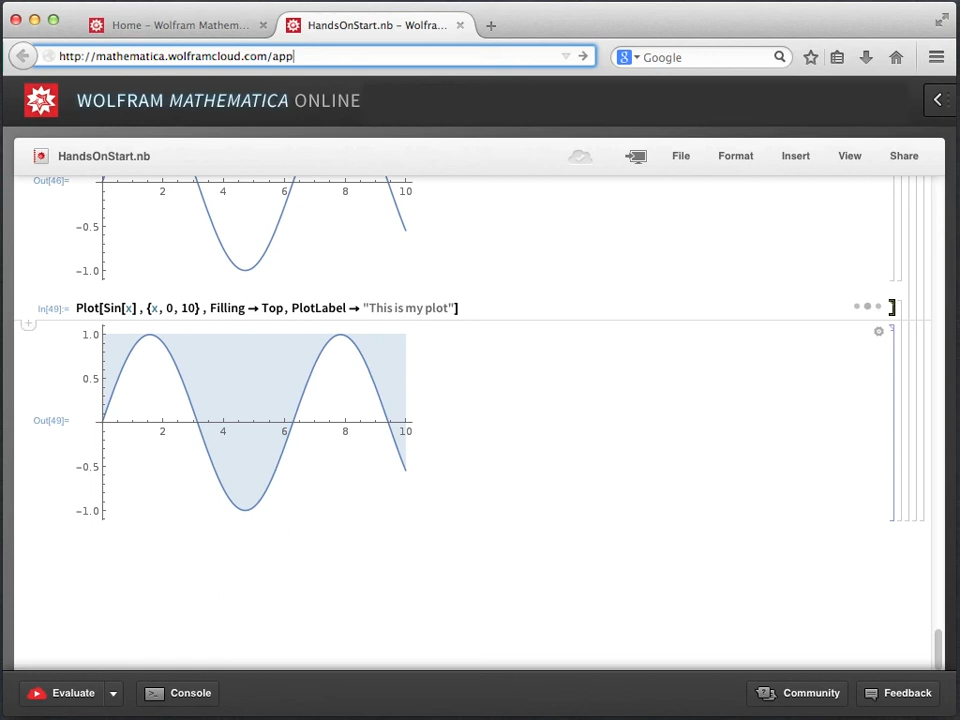 Home – Wolfram Mathem...
HandsOnStart.nb – Wolfra...
http://mathematica.wolframcloud.com/app
Google
WOLFRAM MATHEMATICA ONLINE
HandsOnStart.nb
File
Format
Insert
View
Share
Out[46]=
2 4 6 8 10
−0.5
−1.0
In[49]:= Plot[Sin[x] , {x, 0, 10} , Filling → Top, PlotLabel → "This is my plot"]
1.0
0.5
Out[49]=
2 4 6 8 10
−0.5
−1.0
Evaluate
Console
Community
Feedback